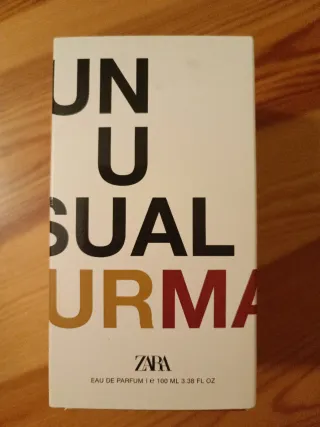 UN
U
SUAL
URMA
ZARA
EAU DE PARFUM | e 100 ML 3.38 FL OZ